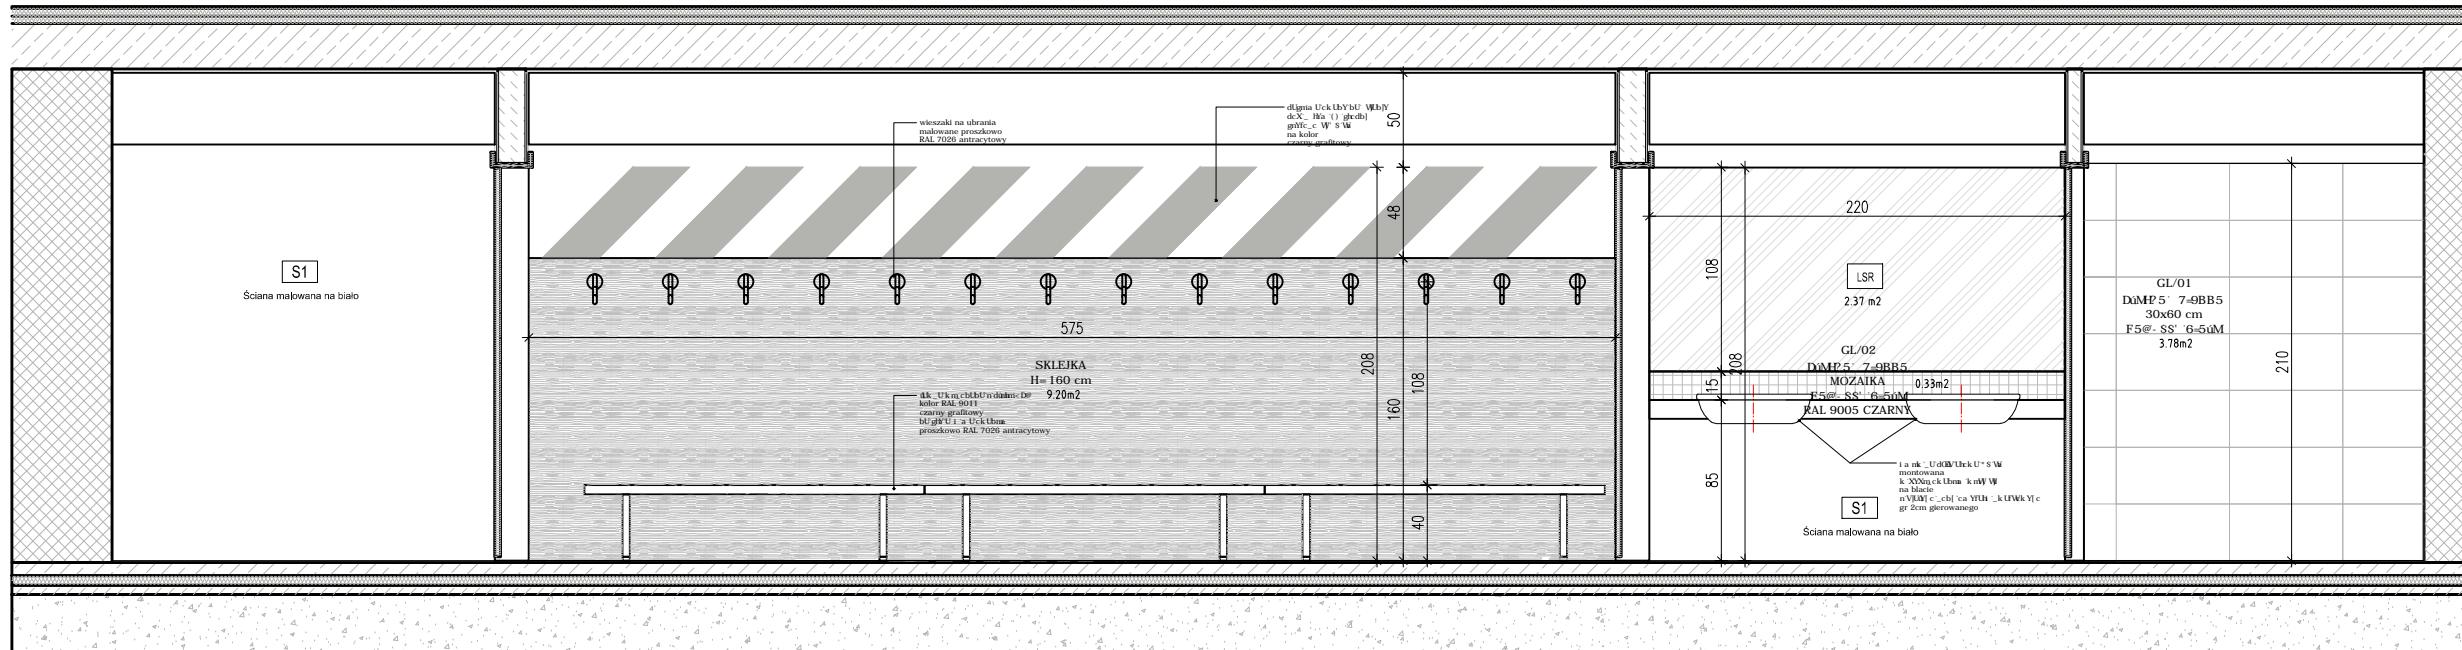 wieszaki na ubrania
malowane proszkowo
RAL 7026 antracytowy
na kolor
czarny grafitowy
50
48
208
160
108
40
575
S1
Ściana malowana na biało
SKLEJKA
H= 160 cm
9.20m2
kolor RAL 9011
czarny grafitowy
proszkowo RAL 7026 antracytowy
220
108
208
15
85
LSR
2.37 m2
GL/02
MOZAIKA
0.33m2
RAL 9005 CZARNY
montowana
na blacie
gr 2cm gierowanego
S1
Ściana malowana na biało
GL/01
30x60 cm
3.78m2
210